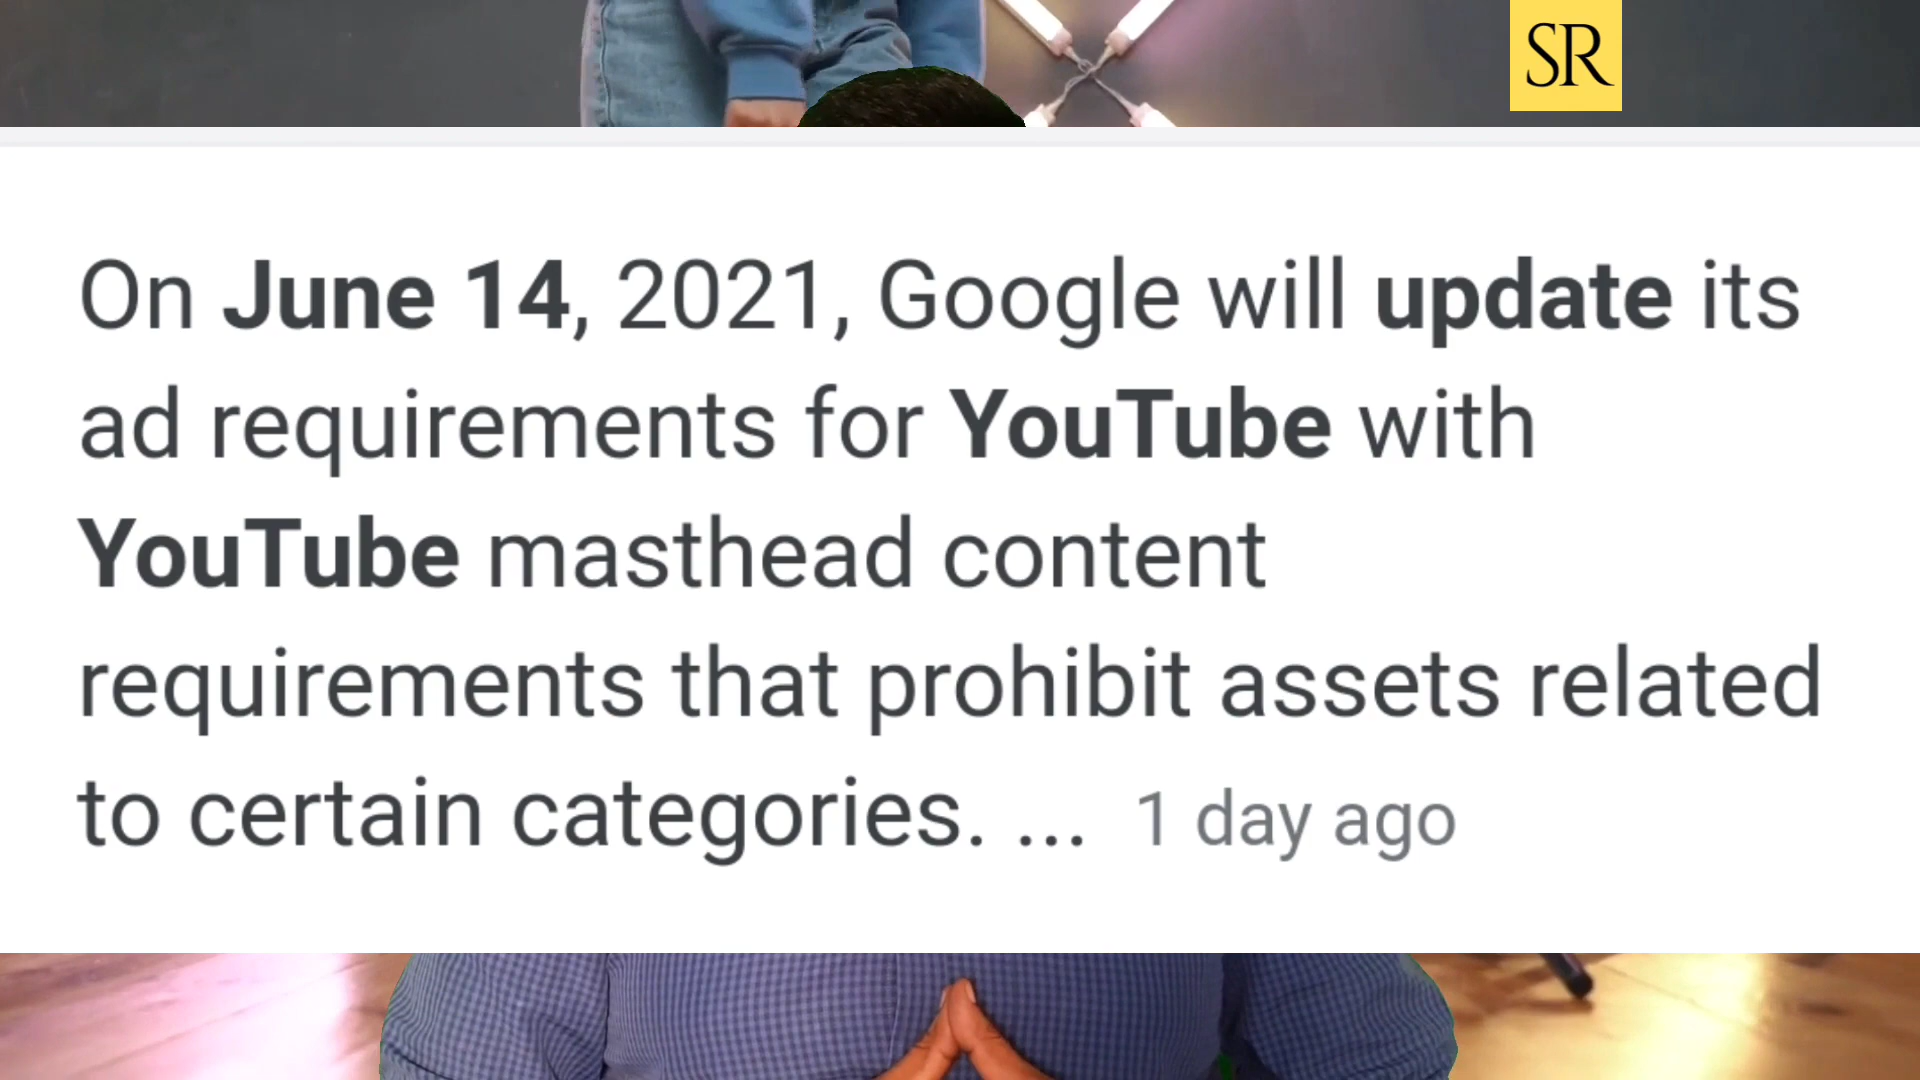 SR
On June 14, 2021, Google will update its
ad requirements for YouTube with
YouTube masthead content
requirements that prohibit assets related
to certain categories. ... 1 day ago